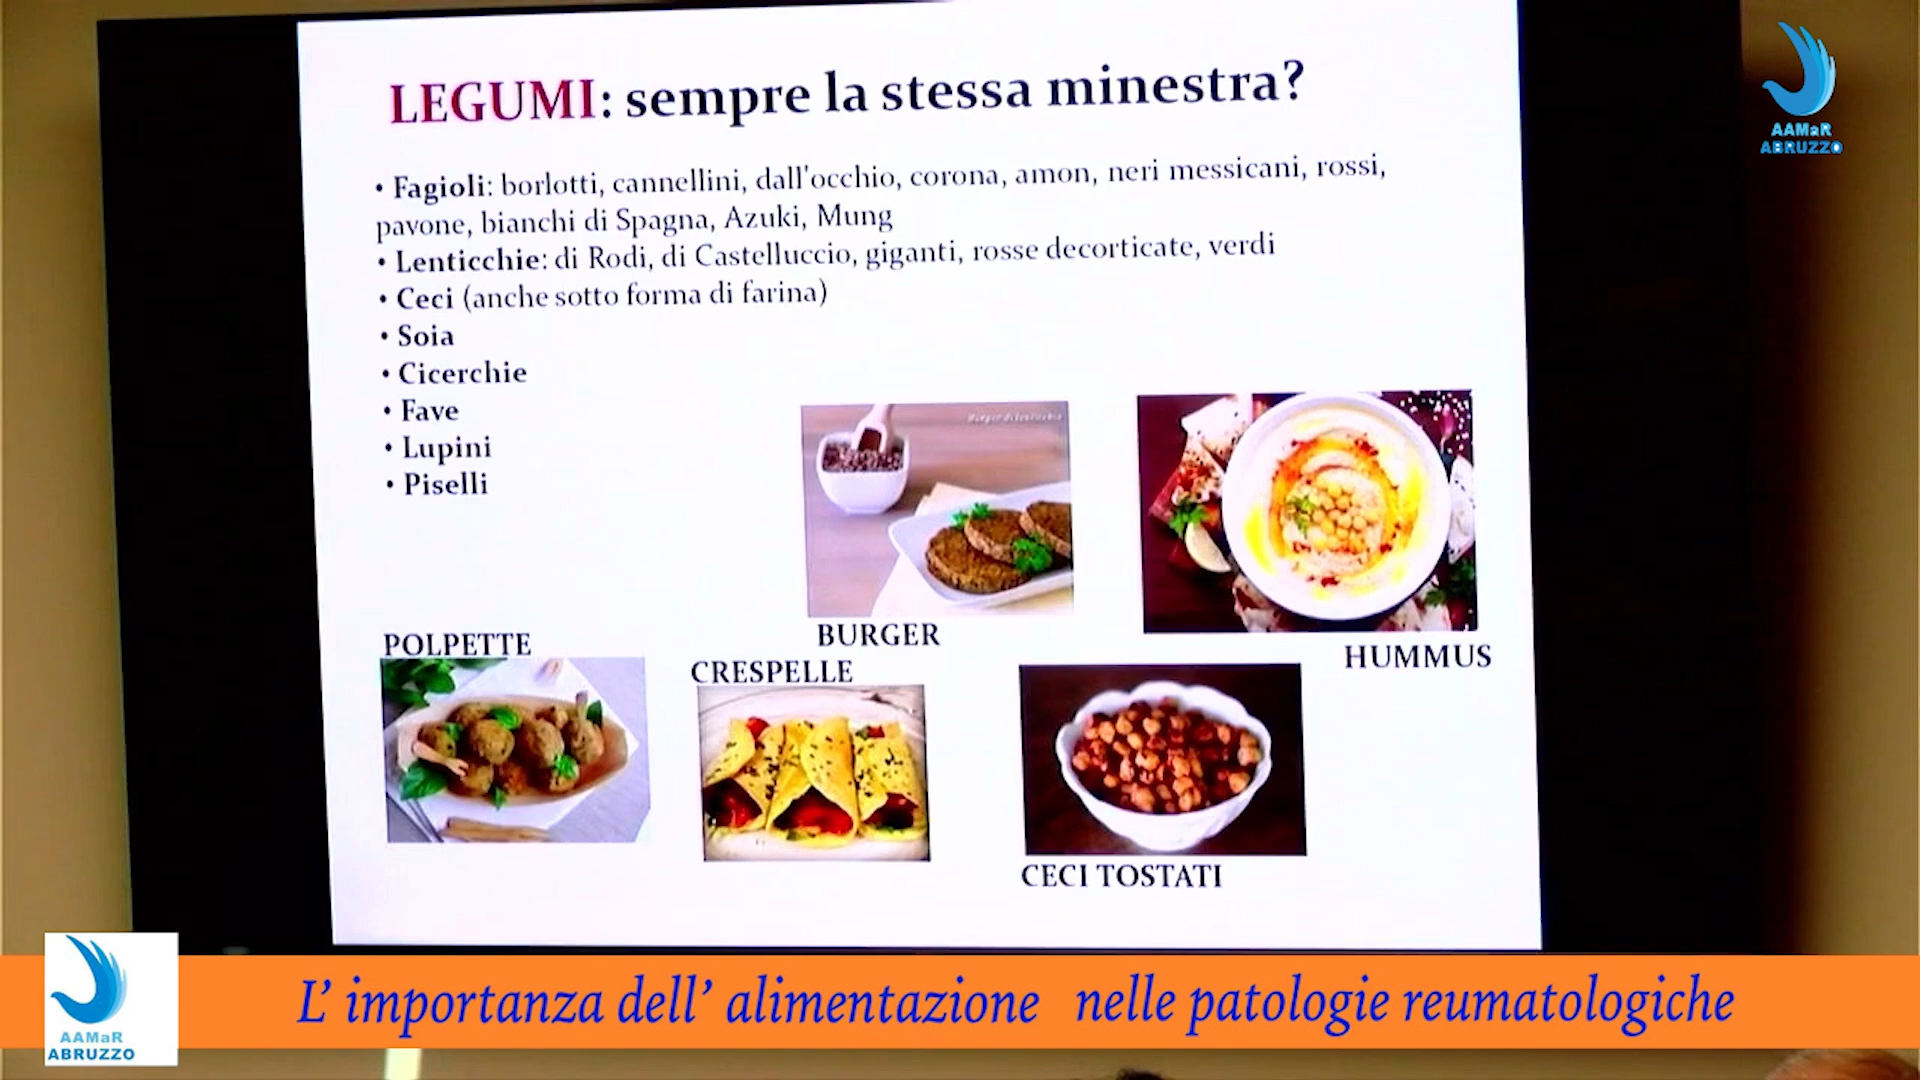 LEGUMI: sempre la stessa minestra?
AAMaR
ABRUZZO
• Fagioli: borlotti, cannellini, dall'occhio, corona, amon, neri messicani, rossi,
pavone, bianchi di Spagna, Azuki, Mung
• Lenticchie: di Rodi, di Castelluccio, giganti, rosse decorticate, verdi
• Ceci (anche sotto forma di farina)
• Soia
• Cicerchie
• Fave
• Lupini
• Piselli
Burger di lenticchie
BURGER
HUMMUS
POLPETTE
CRESPELLE
CECI TOSTATI
L' importanza dell' alimentazione nelle patologie reumatologiche
AAMaR
ABRUZZO